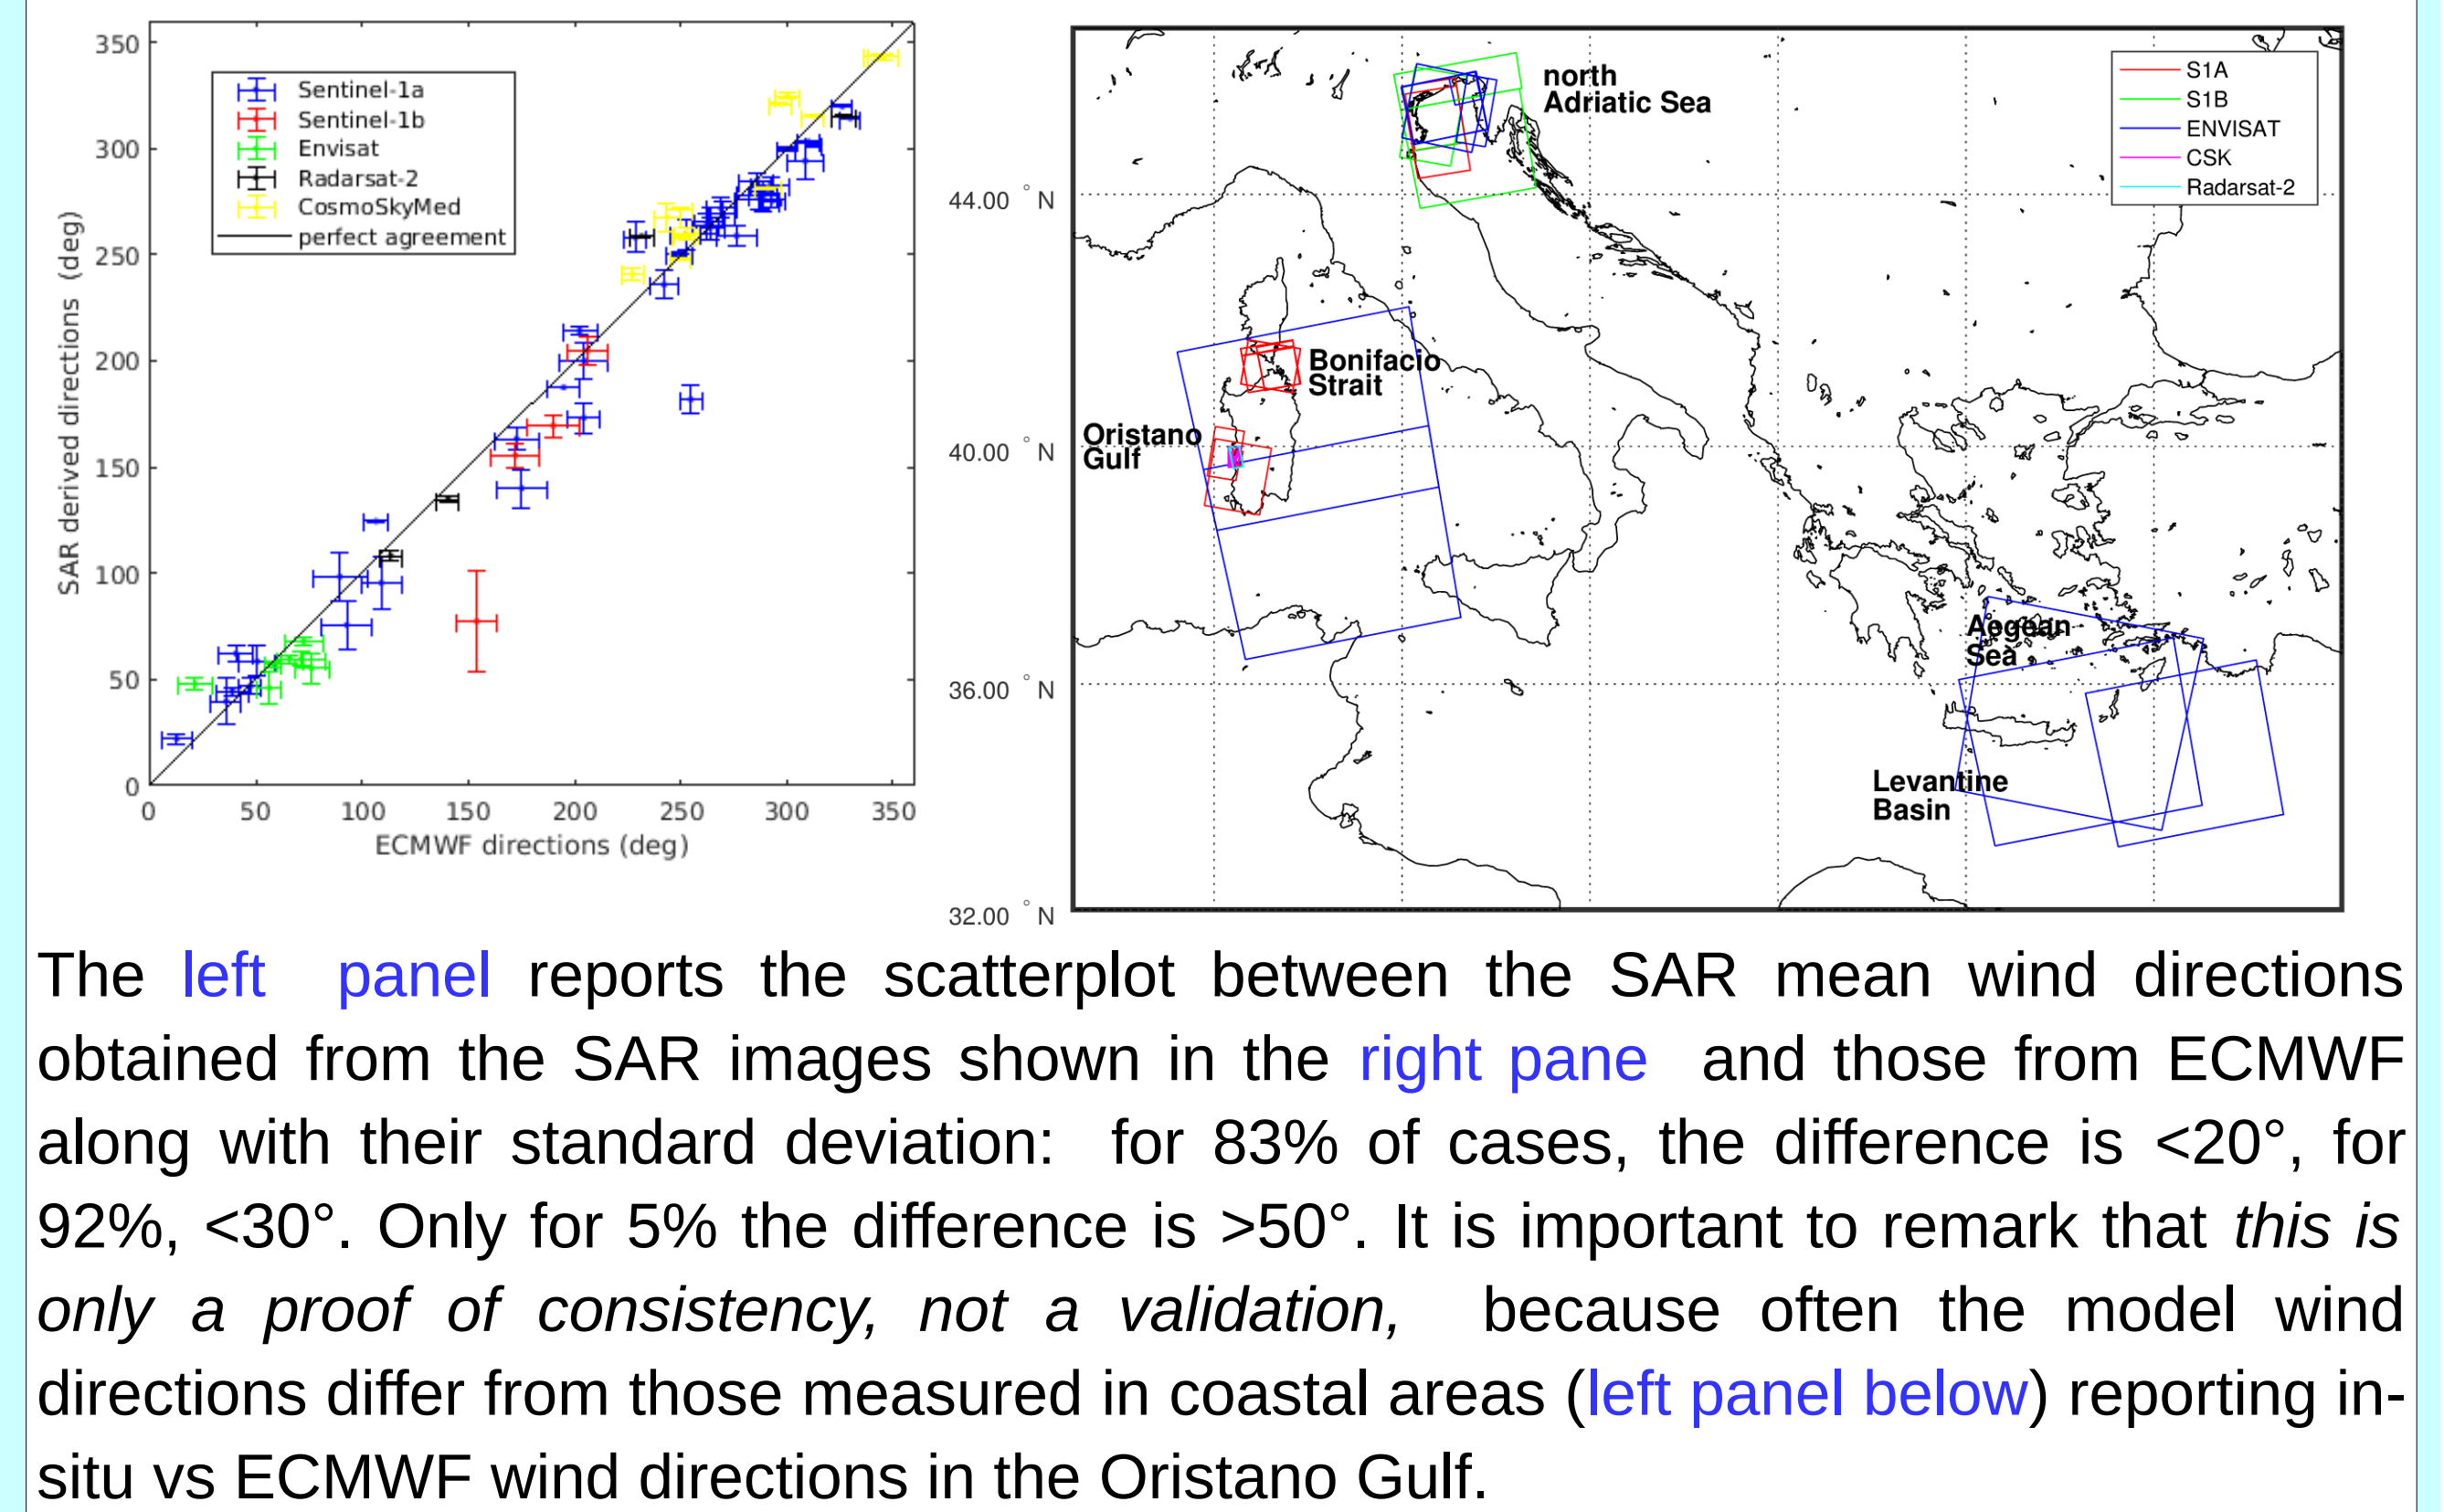 350
300
250
200
150
100
50
0
0 50 100 150 200 250 300 350
SAR derived directions (deg)
ECMWF directions (deg)
Sentinel-1a
Sentinel-1b
Envisat
Radarsat-2
CosmoSkyMed
perfect agreement
44.00 ° N
40.00 ° N
36.00 ° N
32.00 ° N
north
Adriatic Sea
Bonifacio
Strait
Oristano
Gulf
Aegean
Sea
Levantine
Basin
S1A
S1B
ENVISAT
CSK
Radarsat-2
The left panel reports the scatterplot between the SAR mean wind directions
obtained from the SAR images shown in the right pane and those from ECMWF
along with their standard deviation: for 83% of cases, the difference is <20°, for
92%, <30°. Only for 5% the difference is >50°. It is important to remark that this is
only a proof of consistency, not a validation, because often the model wind
directions differ from those measured in coastal areas (left panel below) reporting in-
situ vs ECMWF wind directions in the Oristano Gulf.